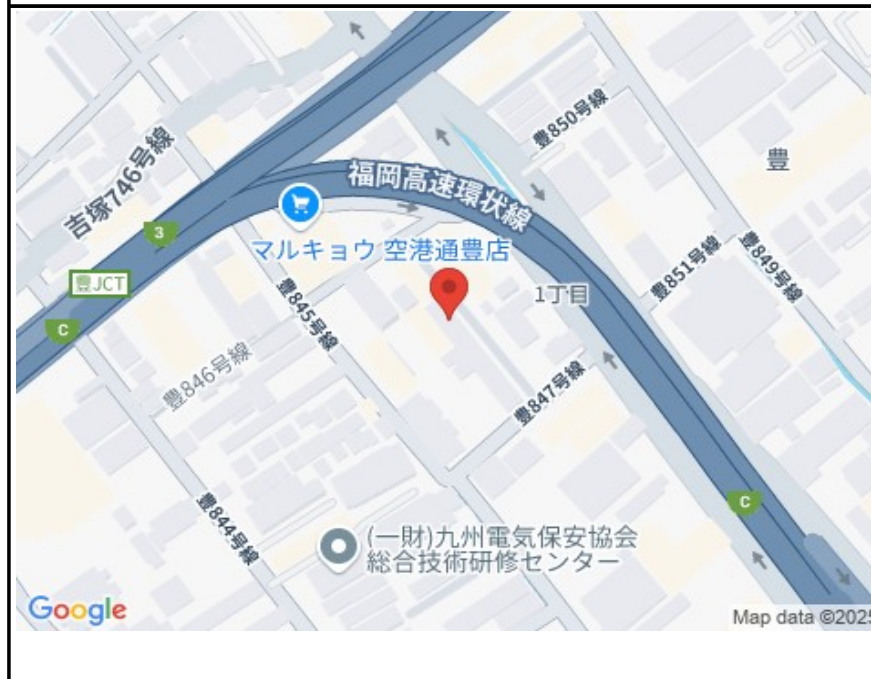 吉塚746号線
3
豊JCT
C
福岡高速環状線
マルキョウ 空港通豊店
豊850号線
豊
豊851号線
豊849号線
1丁目
豊845号線
豊846号線
豊847号線
豊844号線
C
(一財)九州電気保安協会
総合技術研修センター
Google
Map data ©2025